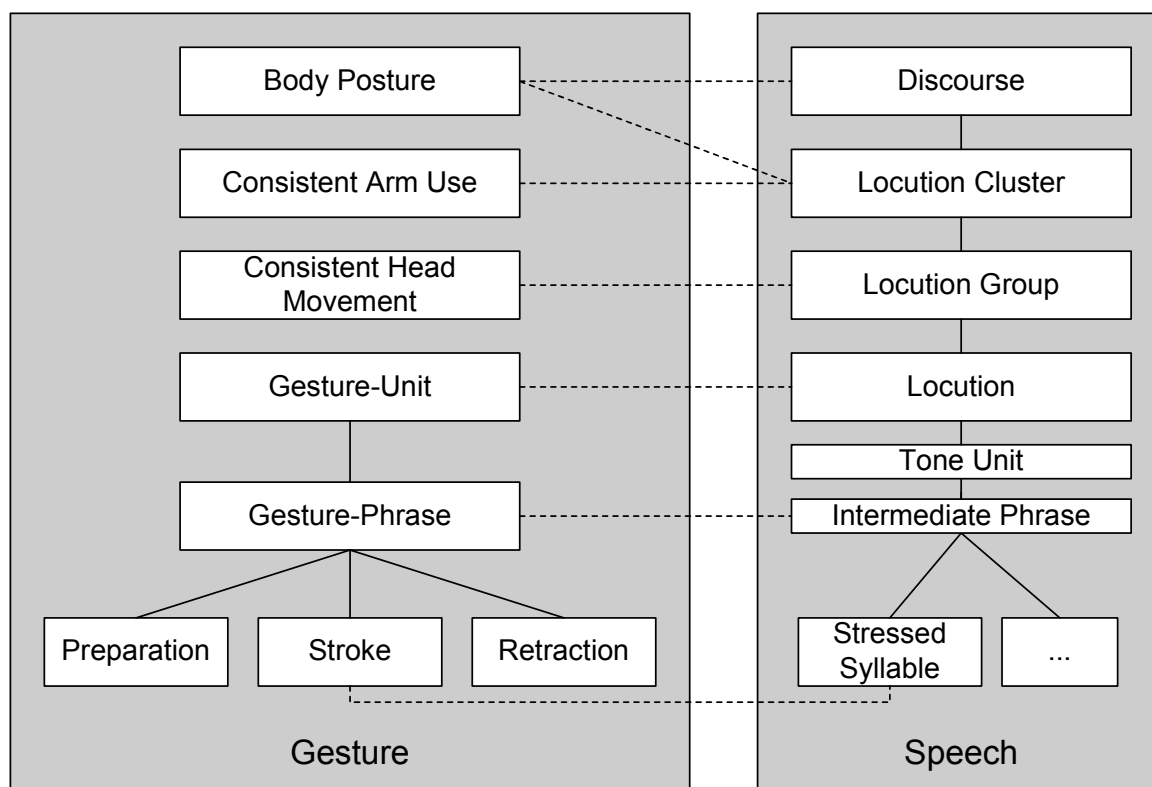 Body Posture
Consistent Arm Use
Consistent Head
Movement
Gesture-Unit
Gesture-Phrase
Preparation
Stroke
Retraction
Gesture
Discourse
Locution Cluster
Locution Group
Locution
Tone Unit
Intermediate Phrase
Stressed
Syllable
...
Speech